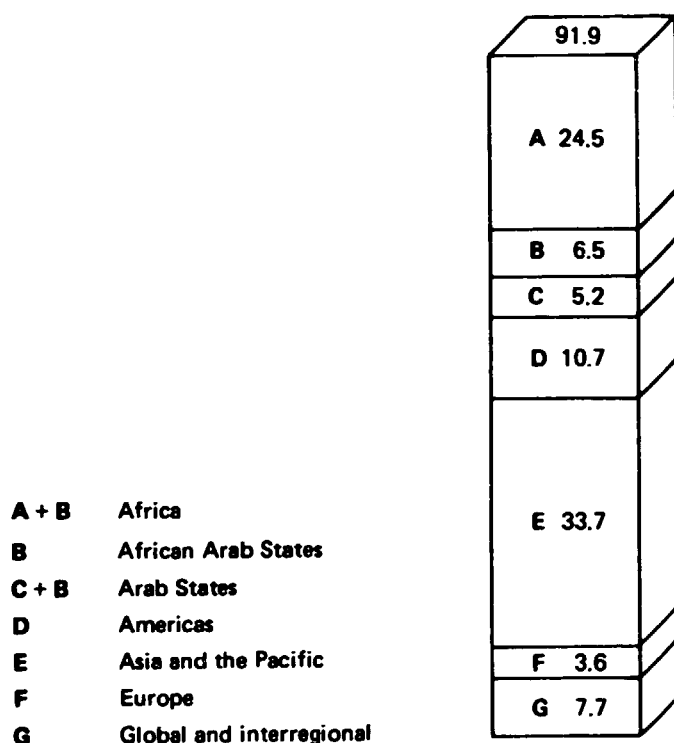 91.9
A 24.5
B 6.5
C 5.2
D 10.7
E 33.7
F 3.6
G 7.7
A + B Africa
B African Arab States
C + B Arab States
D Americas
E Asia and the Pacific
F Europe
G Global and interregional